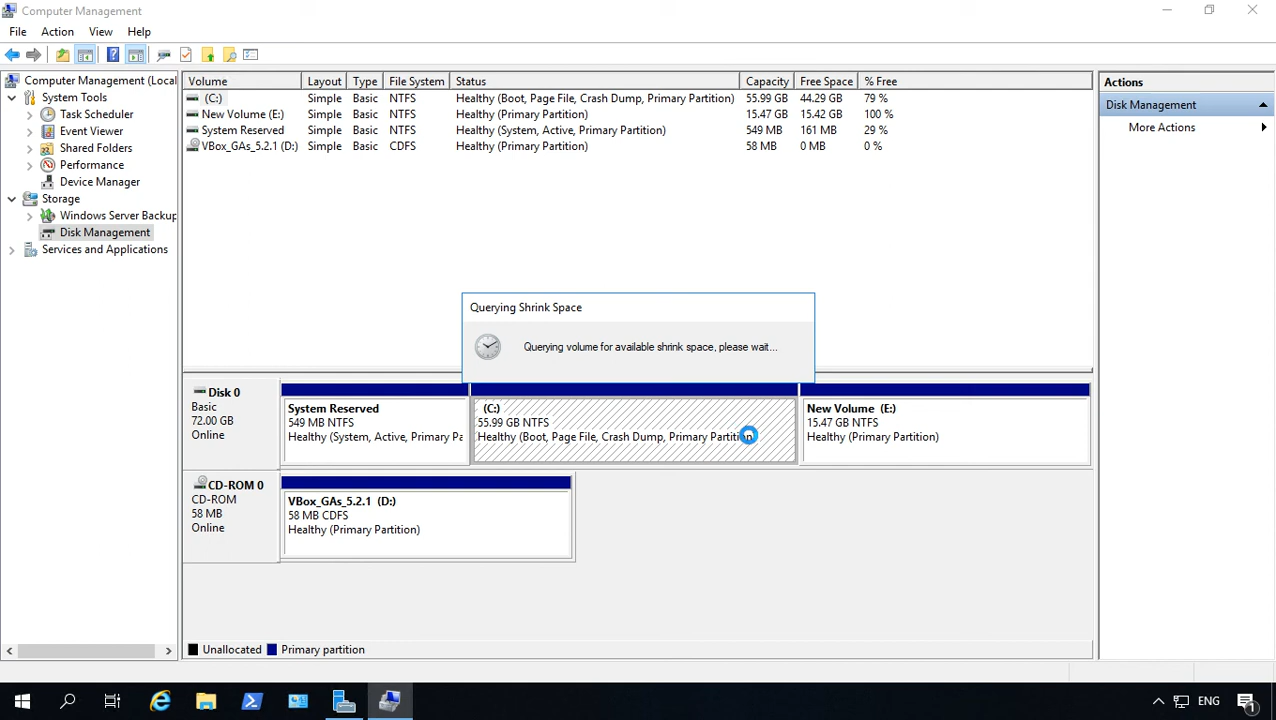 Computer Management
File Action View Help
Computer Management (Local
System Tools
Task Scheduler
Event Viewer
Shared Folders
Performance
Device Manager
Storage
Windows Server Backup
Disk Management
Services and Applications
Volume Layout Type File System Status Capacity Free Space % Free
(C:) Simple Basic NTFS Healthy (Boot, Page File, Crash Dump, Primary Partition) 55.99 GB 44.29 GB 79 %
New Volume (E:) Simple Basic NTFS Healthy (Primary Partition) 15.47 GB 15.42 GB 100 %
System Reserved Simple Basic NTFS Healthy (System, Active, Primary Partition) 549 MB 161 MB 29 %
VBox_GAs_5.2.1 (D:) Simple Basic CDFS Healthy (Primary Partition) 58 MB 0 MB 0 %
Actions
Disk Management
More Actions
Querying Shrink Space
Querying volume for available shrink space, please wait...
Disk 0
Basic
72.00 GB
Online
System Reserved
549 MB NTFS
Healthy (System, Active, Primary Pa
(C:)
55.99 GB NTFS
Healthy (Boot, Page File, Crash Dump, Primary Partition
New Volume (E:)
15.47 GB NTFS
Healthy (Primary Partition)
CD-ROM 0
CD-ROM
58 MB
Online
VBox_GAs_5.2.1 (D:)
58 MB CDFS
Healthy (Primary Partition)
Unallocated Primary partition
ENG
1